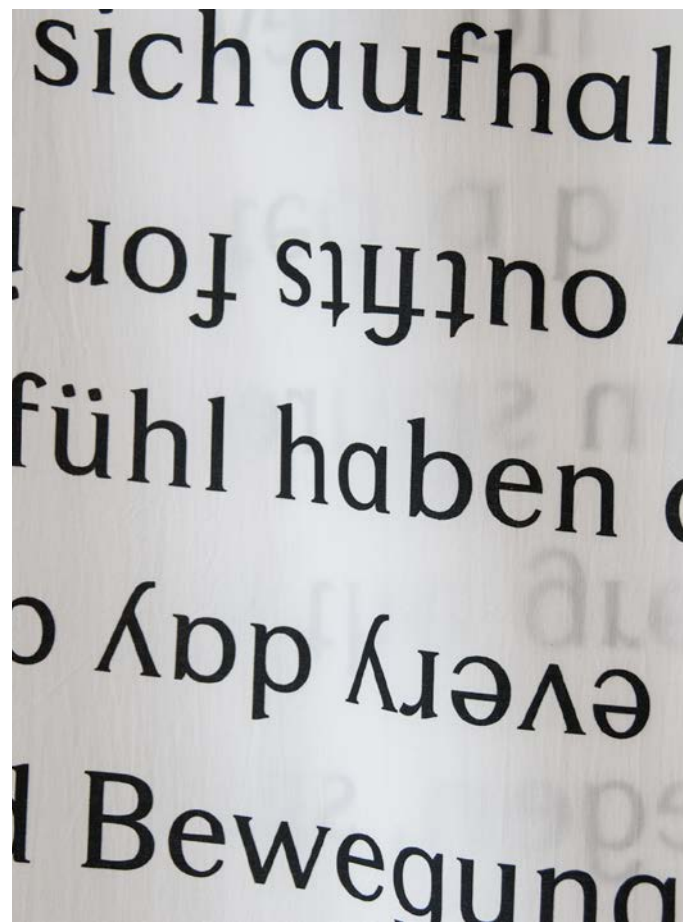 sich aufhal
outfits for
fühl haben
every day
Bewegung